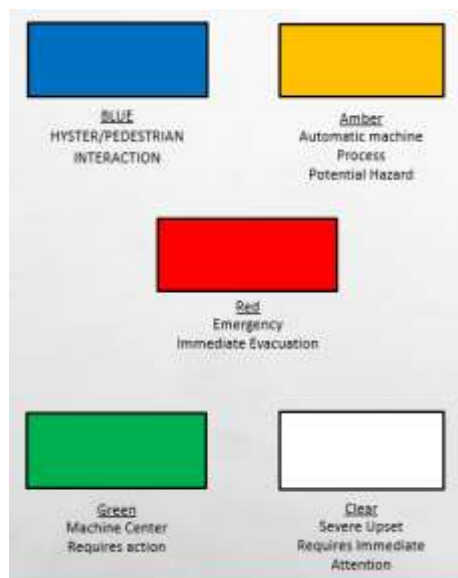 BLUE
HYSTER/PEDESTRIAN
INTERACTION
Amber
Automatic machine
Process
Potential Hazard
Red
Emergency
Immediate Evacuation
Green
Machine Center
Requires action
Clear
Severe Upset
Requires Immediate
Attention